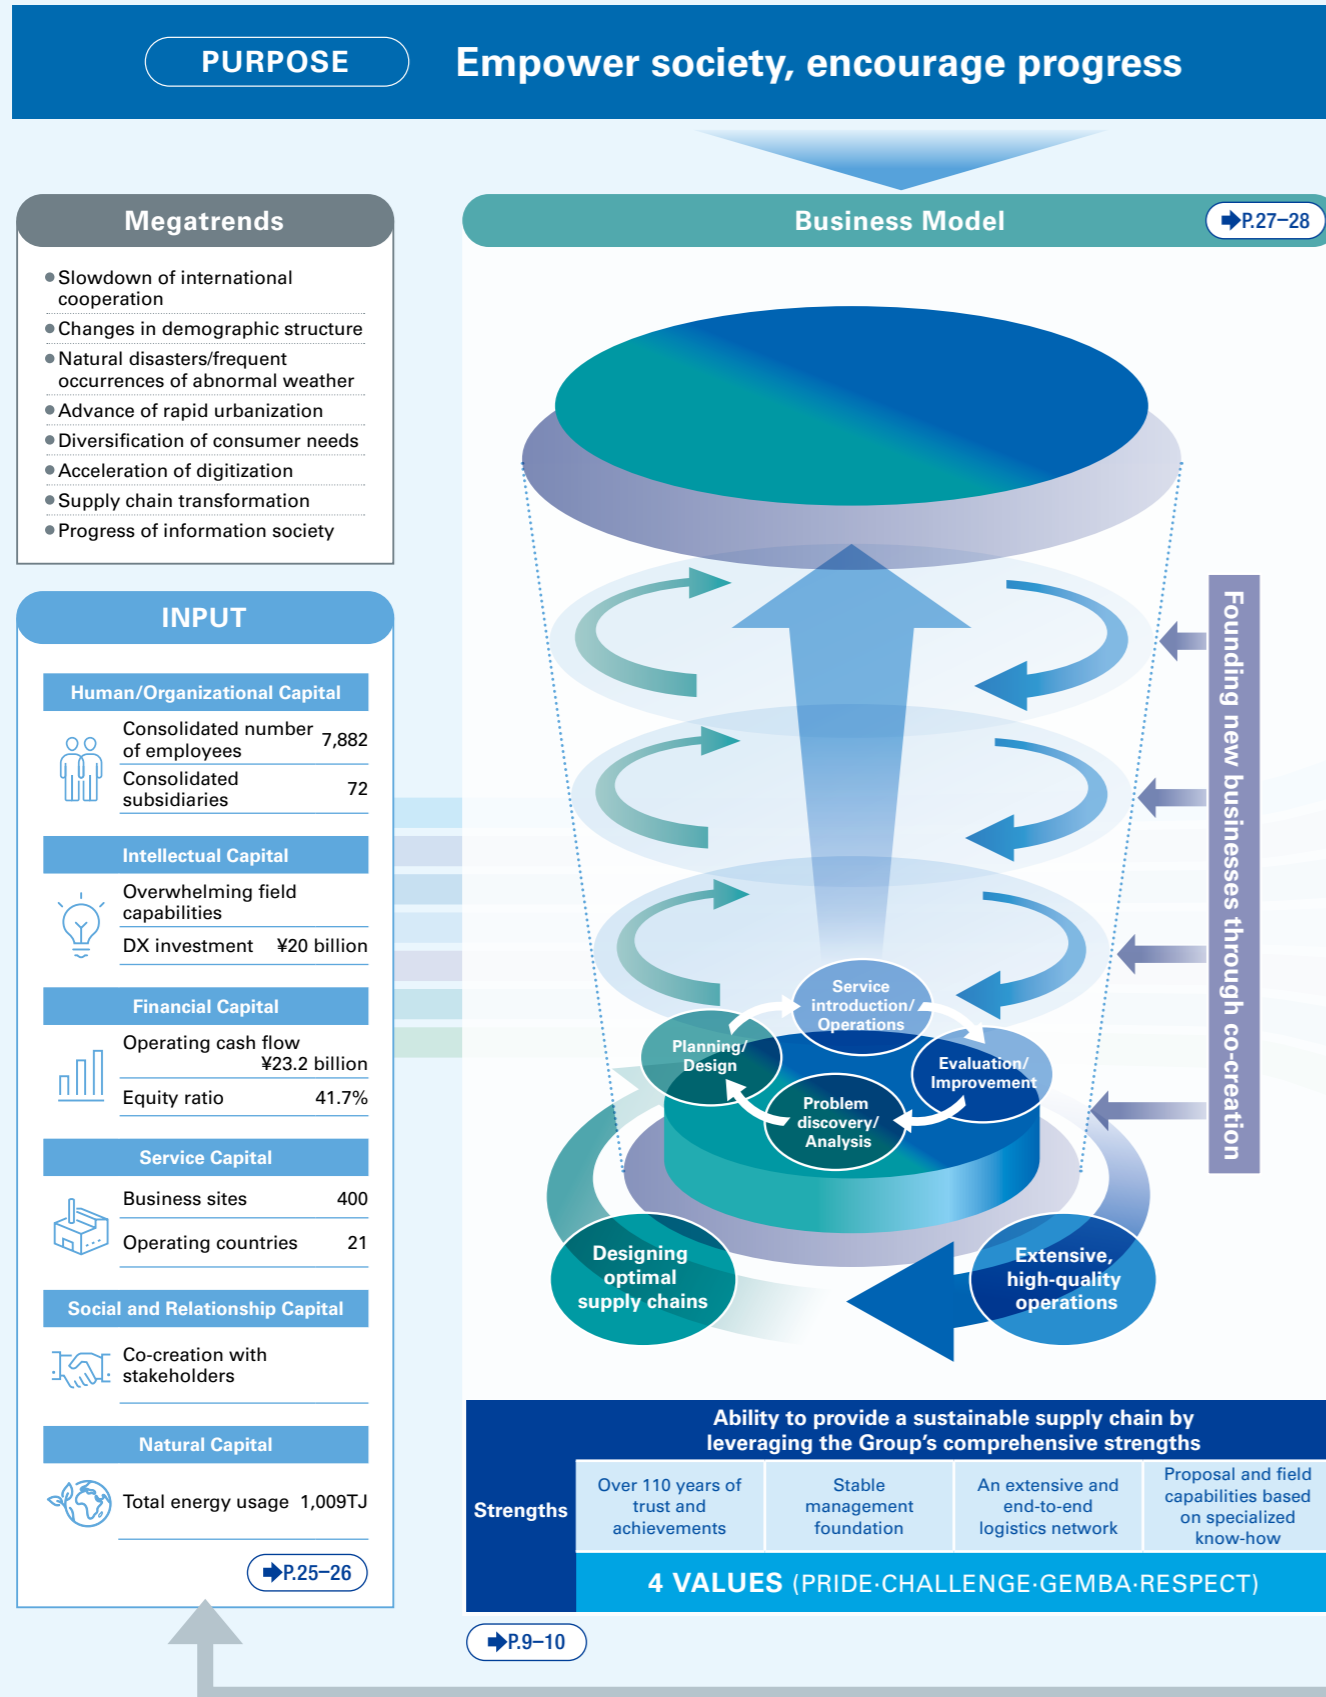 PURPOSE
Empower society, encourage progress
Megatrends
Slowdown of international
cooperation
Changes in demographic structure
Natural disasters/frequent
occurrences of abnormal weather
Advance of rapid urbanization
Diversification of consumer needs
Acceleration of digitization
Supply chain transformation
Progress of information society
INPUT
Human/Organizational Capital
Consolidated number
of employees 7,882
Consolidated
subsidiaries 72
Intellectual Capital
Overwhelming field
capabilities
DX investment ¥20 billion
Financial Capital
Operating cash flow
¥23.2 billion
Equity ratio 41.7%
Service Capital
Business sites 400
Operating countries 21
Social and Relationship Capital
Co-creation with
stakeholders
Natural Capital
Total energy usage 1,009TJ
P.25–26
Business Model
P.27–28
Founding new businesses through co-creation
Service
introduction/
Operations
Planning/
Design
Evaluation/
Improvement
Problem
discovery/
Analysis
Designing
optimal
supply chains
Extensive,
high-quality
operations
Ability to provide a sustainable supply chain by
leveraging the Group's comprehensive strengths
Strengths
Over 110 years of
trust and
achievements
Stable
management
foundation
An extensive and
end-to-end
logistics network
Proposal and field
capabilities based
on specialized
know-how
4 VALUES (PRIDE·CHALLENGE·GEMBA·RESPECT)
P.9–10